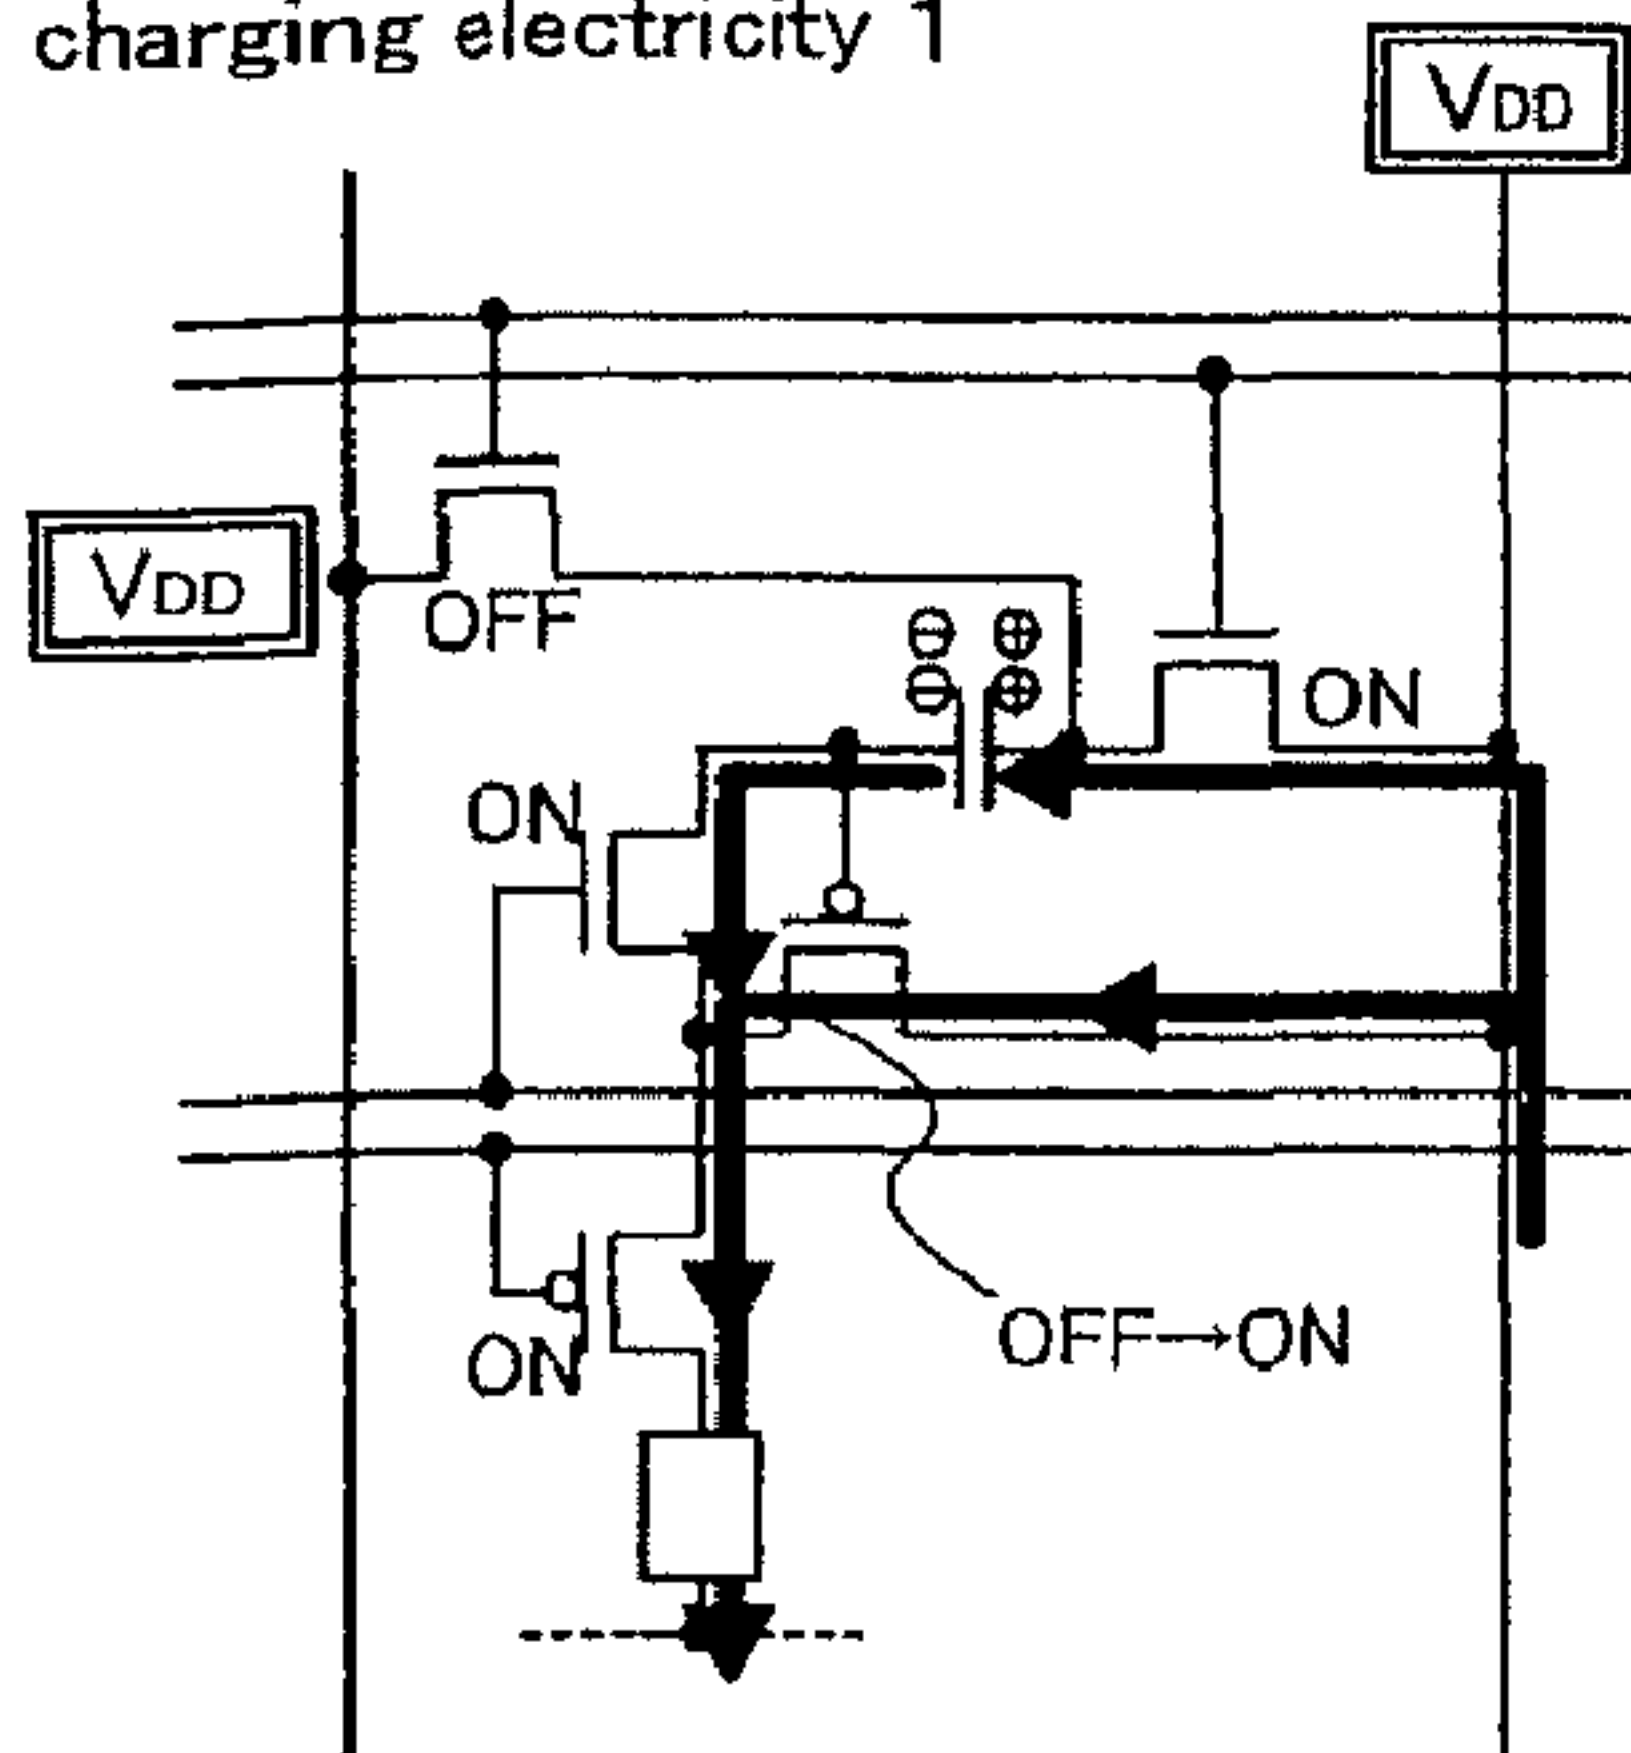 charging electricity 1
VDD
VDD
OFF
ON
ON
ON
OFF→ON